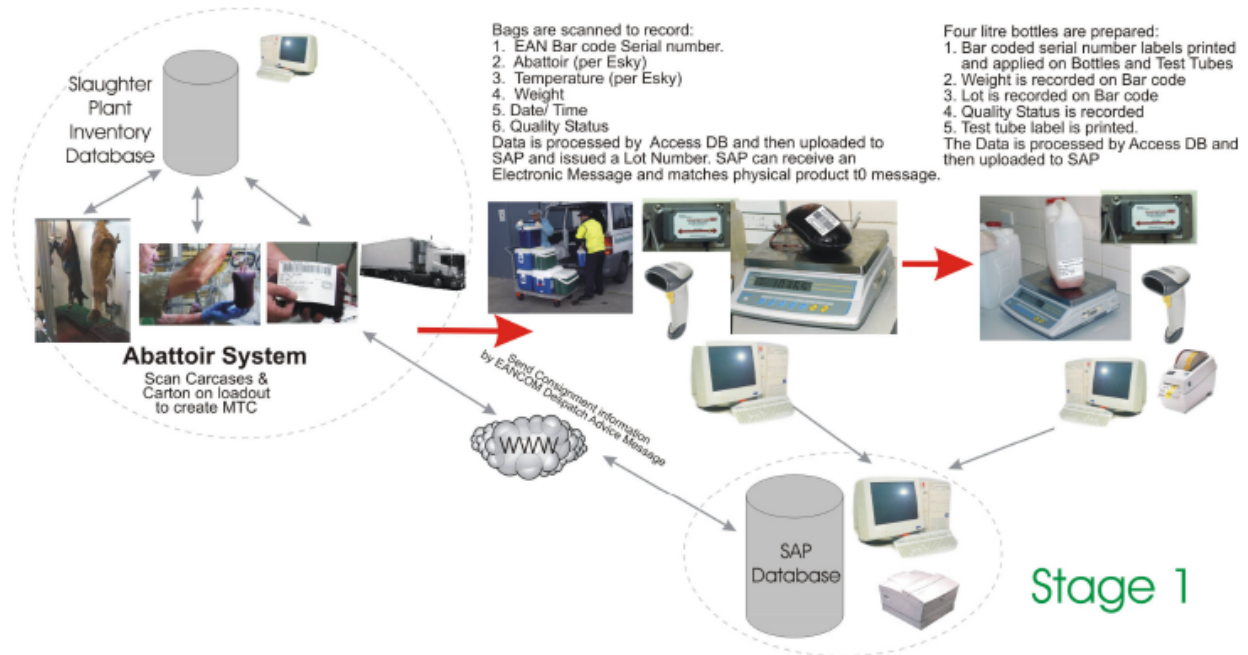 Slaughter
Plant
Inventory
Database
Abattoir System
Scan Carcases &
Carton on loadout
to create MTC
Bags are scanned to record:
1. EAN Bar code Serial number.
2. Abattoir (per Esky)
3. Temperature (per Esky)
4. Weight
5. Date/ Time
6. Quality Status
Data is processed by Access DB and then uploaded to
SAP and issued a Lot Number. SAP can receive an
Electronic Message and matches physical product t0 message.
Four litre bottles are prepared:
1. Bar coded serial number labels printed
and applied on Bottles and Test Tubes
2. Weight is recorded on Bar code
3. Lot is recorded on Bar code
4. Quality Status is recorded
5. Test tube label is printed.
The Data is processed by Access DB and
then uploaded to SAP
Send Consignment information
by EANCOM Despatch Advice Message
WWW
SAP
Database
Stage 1